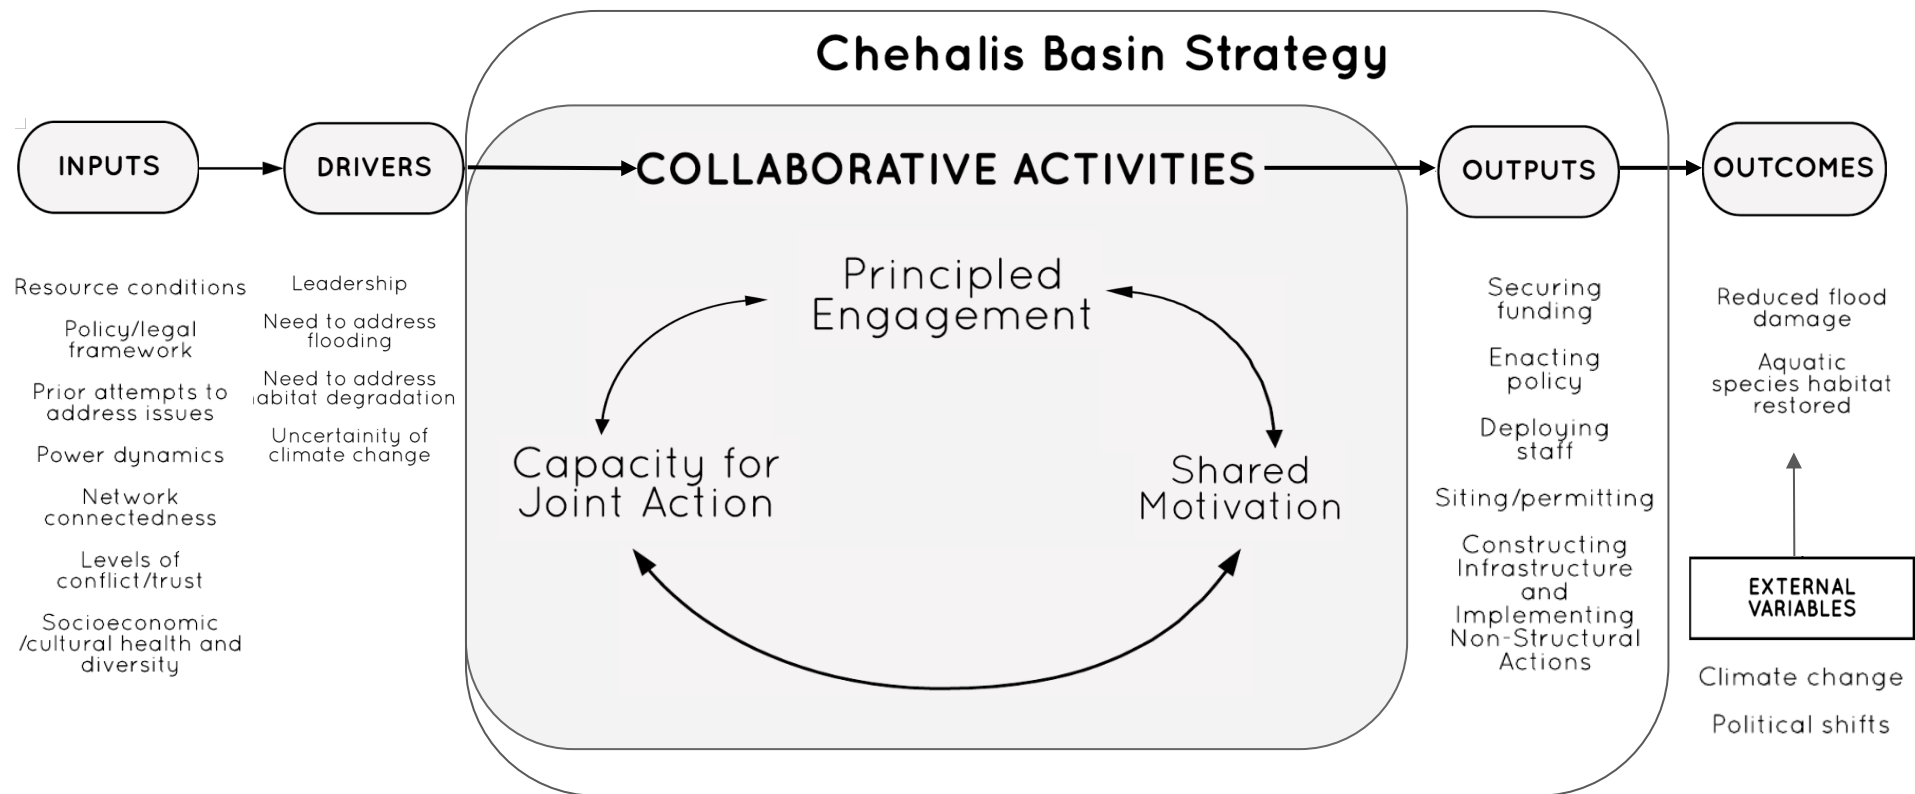 Chehalis Basin Strategy
INPUTS
Resource conditions
Policy/legal
framework
Prior attempts to
address issues
Power dynamics
Network
connectedness
Levels of
conflict/trust
Socioeconomic
/cultural health and
diversity
DRIVERS
Leadership
Need to address
flooding
Need to address
abitat degradation
Uncertainity of
climate change
COLLABORATIVE ACTIVITIES
Principled
Engagement
Capacity for
Joint Action
Shared
Motivation
OUTPUTS
Securing
funding
Enacting
policy
Deploying
staff
Siting/permitting
Constructing
Infrastructure
and
Implementing
Non-Structural
Actions
OUTCOMES
Reduced flood
damage
Aquatic
species habitat
restored
EXTERNAL
VARIABLES
Climate change
Political shifts